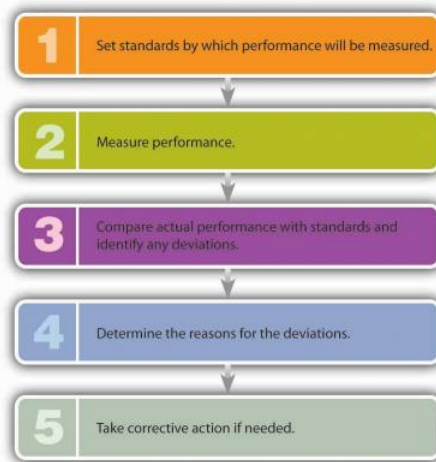 1
Set standards by which performance will be measured.
2
Measure performance.
3
Compare actual performance with standards and
identify any deviations.
4
Determine the reasons for the deviations.
5
Take corrective action if needed.